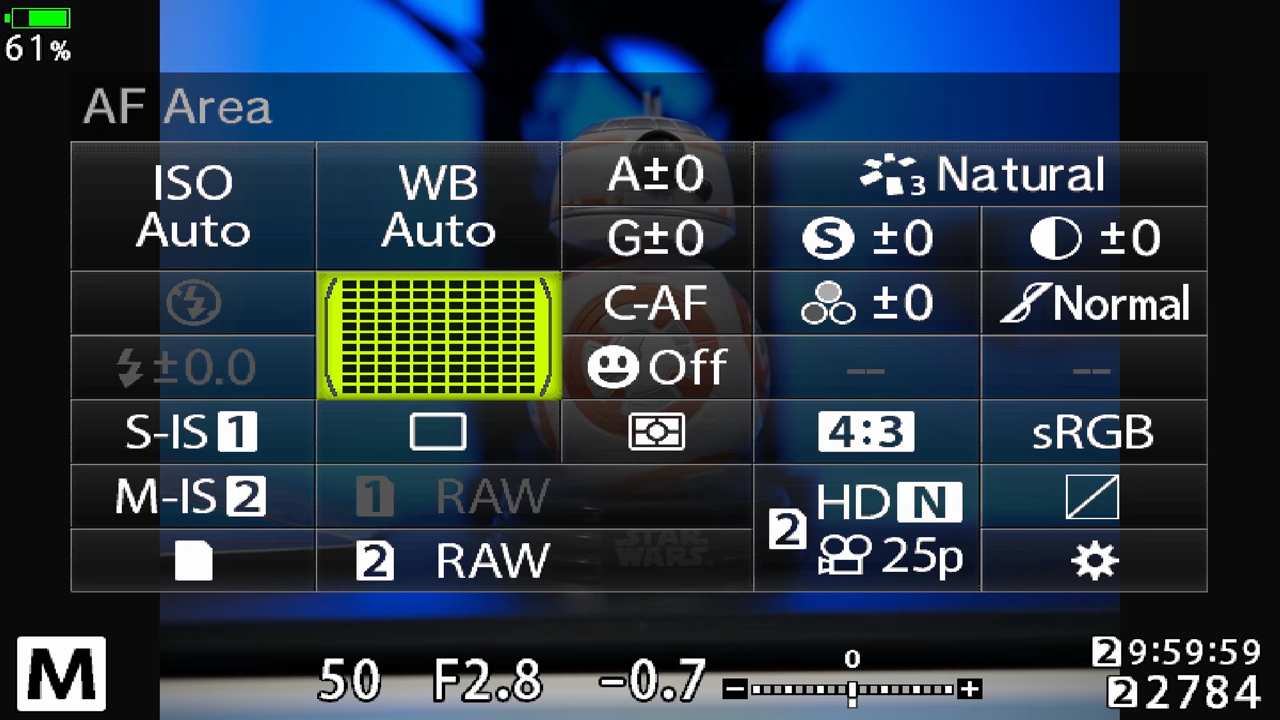 61%
AF Area
ISO Auto
WB Auto
A±0
3 Natural
G±0
S ±0
±0
C-AF
±0
Normal
±0.0
Off
--
--
S-IS 1
4:3
sRGB
M-IS 2
1 RAW
2 HD N
25p
2 RAW
STAR WARS
M
50 F2.8 -0.7
0
- +
2 9:59:59
2 2784